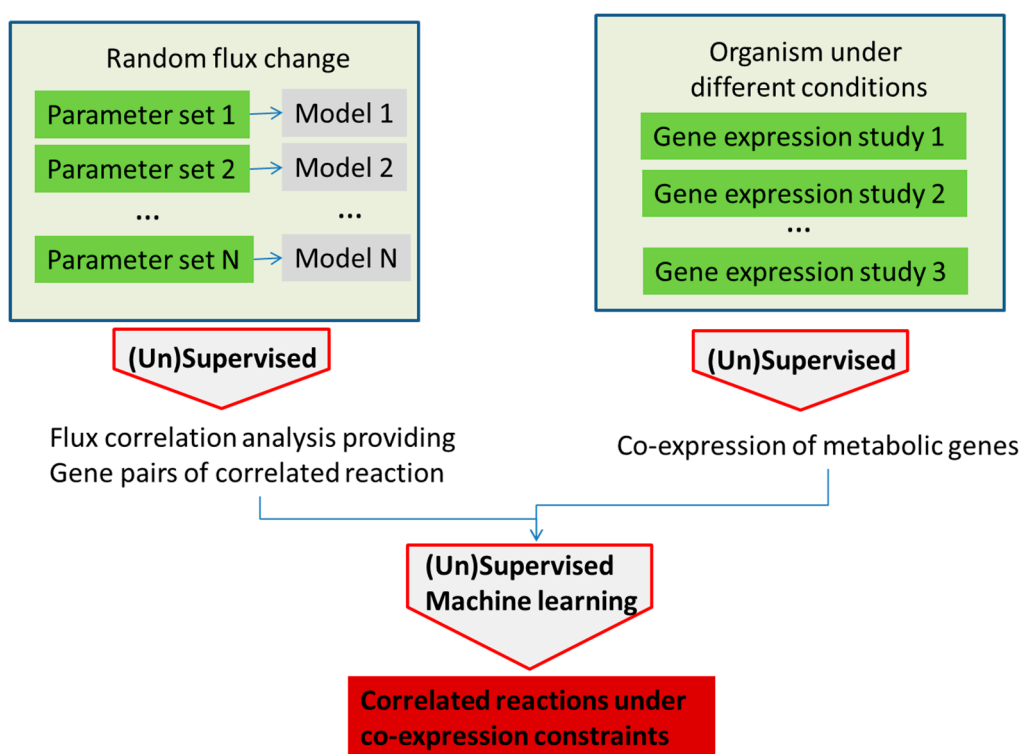 Random flux change
Parameter set 1
Model 1
Parameter set 2
Model 2
...
...
Parameter set N
Model N
Organism under
different conditions
Gene expression study 1
Gene expression study 2
...
Gene expression study 3
(Un)Supervised
(Un)Supervised
Flux correlation analysis providing
Gene pairs of correlated reaction
Co-expression of metabolic genes
(Un)Supervised
Machine learning
Correlated reactions under
co-expression constraints